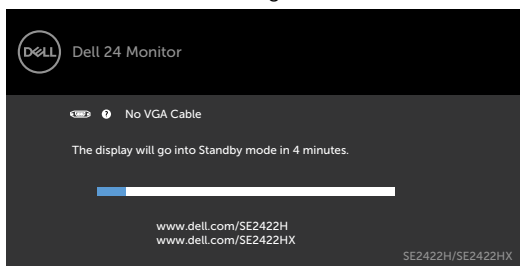 DELL
Dell 24 Monitor
? No VGA Cable
The display will go into Standby mode in 4 minutes.
www.dell.com/SE2422H
www.dell.com/SE2422HX
SE2422H/SE2422HX